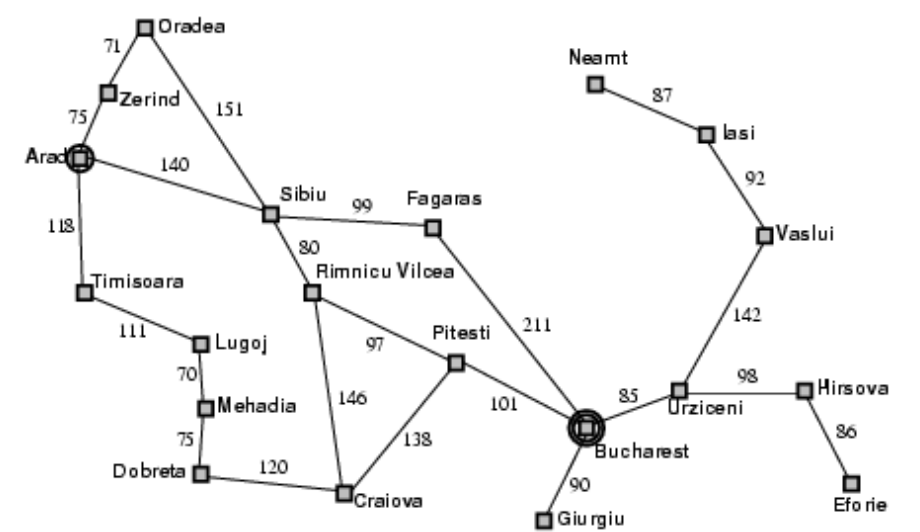 Oradea
71
Neamt
87
Zerind
75
151
Iasi
Arad
140
92
Sibiu
99
Fagaras
118
80
Vaslui
Timisoara
Rimnicu Vilcea
111
Lugoj
97
Pitesti
211
142
70
Mehadia
146
101
85
98
Hirsova
Urziceni
75
138
86
Bucharest
Dobreta
120
90
Craiova
Eforie
Giurgiu